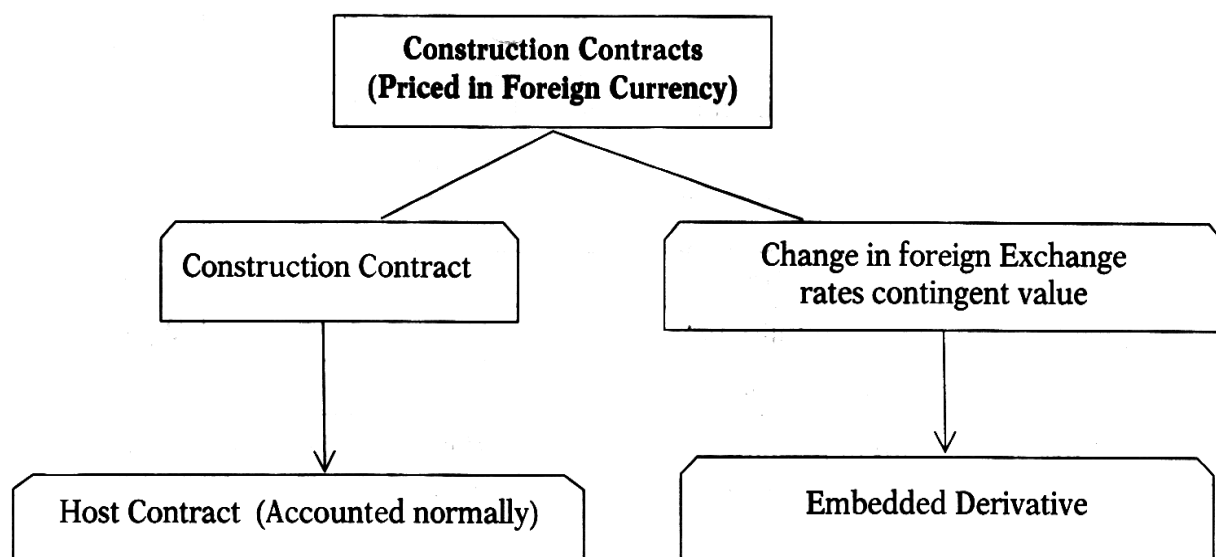 Construction Contracts
(Priced in Foreign Currency)
Construction Contract
Change in foreign Exchange
rates contingent value
Host Contract (Accounted normally)
Embedded Derivative